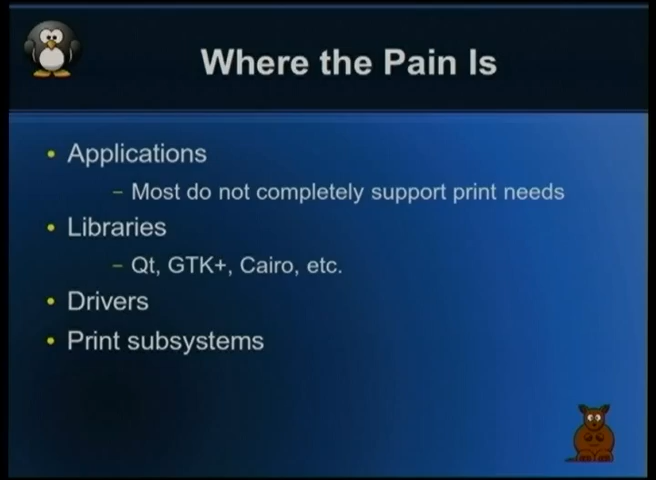 Where the Pain Is
• Applications
– Most do not completely support print needs
• Libraries
– Qt, GTK+, Cairo, etc.
• Drivers
• Print subsystems